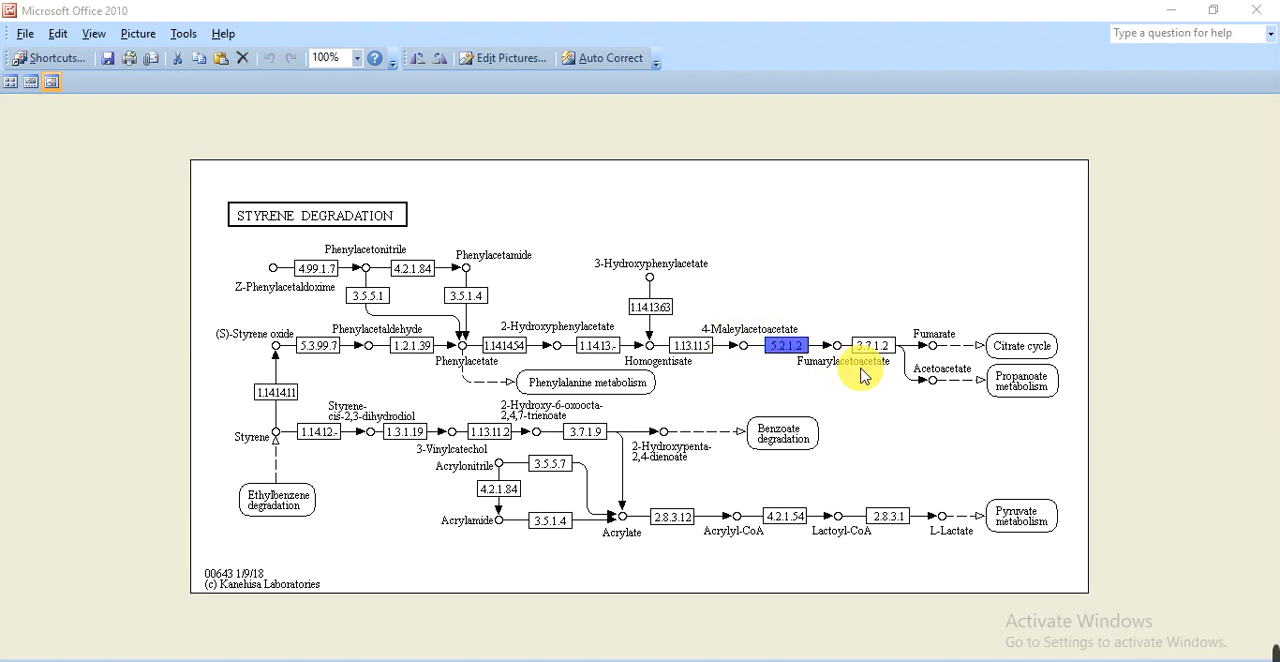 Microsoft Office 2010
File Edit View Picture Tools Help
Type a question for help
Shortcuts... 100% Edit Pictures... Auto Correct
STYRENE DEGRADATION
Phenylacetonitrile
Phenylacetamide
3-Hydroxyphenylacetate
4.99.1.7
4.2.1.84
Z-Phenylacetaldoxime
3.5.5.1
3.5.1.4
1.14.13.63
(S)-Styrene oxide
Phenylacetaldehyde
2-Hydroxyphenylacetate
4-Maleylacetoacetate
Fumarate
5.3.99.7
1.2.1.39
1.14.14.54
1.14.13.-
1.13.11.5
5.2.1.2
3.7.1.2
Citrate cycle
Phenylacetate
Homogentisate
Fumarylacetoacetate
Acetoacetate
Propanoate
metabolism
Phenylalanine metabolism
1.14.14.11
Styrene-
cis-2,3-dihydrodiol
2-Hydroxy-6-oxoocta-
2,4,7-trienoate
Styrene
1.14.12.-
1.3.1.19
1.13.11.2
3.7.1.9
Benzoate
degradation
3-Vinylcatechol
2-Hydroxypenta-
2,4-dienoate
Acrylonitrile
3.5.5.7
4.2.1.84
Ethylbenzene
degradation
Acrylamide
3.5.1.4
2.8.3.12
4.2.1.54
2.8.3.1
Pyruvate
metabolism
Acrylate
Acrylyl-CoA
Lactoyl-CoA
L-Lactate
00643 1/9/18
(c) Kanehisa Laboratories
Activate Windows
Go to Settings to activate Windows.